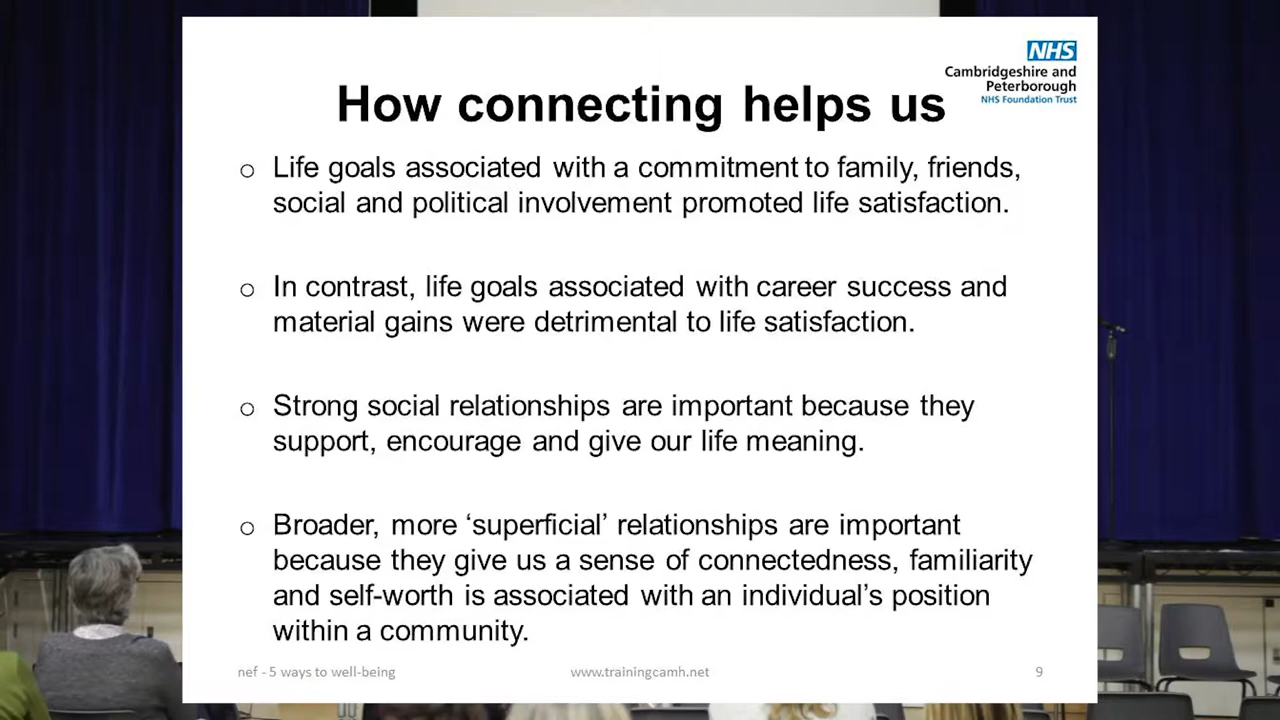 NHS
Cambridgeshire and
Peterborough
NHS Foundation Trust
How connecting helps us
○ Life goals associated with a commitment to family, friends,
social and political involvement promoted life satisfaction.
○ In contrast, life goals associated with career success and
material gains were detrimental to life satisfaction.
○ Strong social relationships are important because they
support, encourage and give our life meaning.
○ Broader, more ‘superficial’ relationships are important
because they give us a sense of connectedness, familiarity
and self-worth is associated with an individual’s position
within a community.
nef - 5 ways to well-being www.trainingcamh.net 9